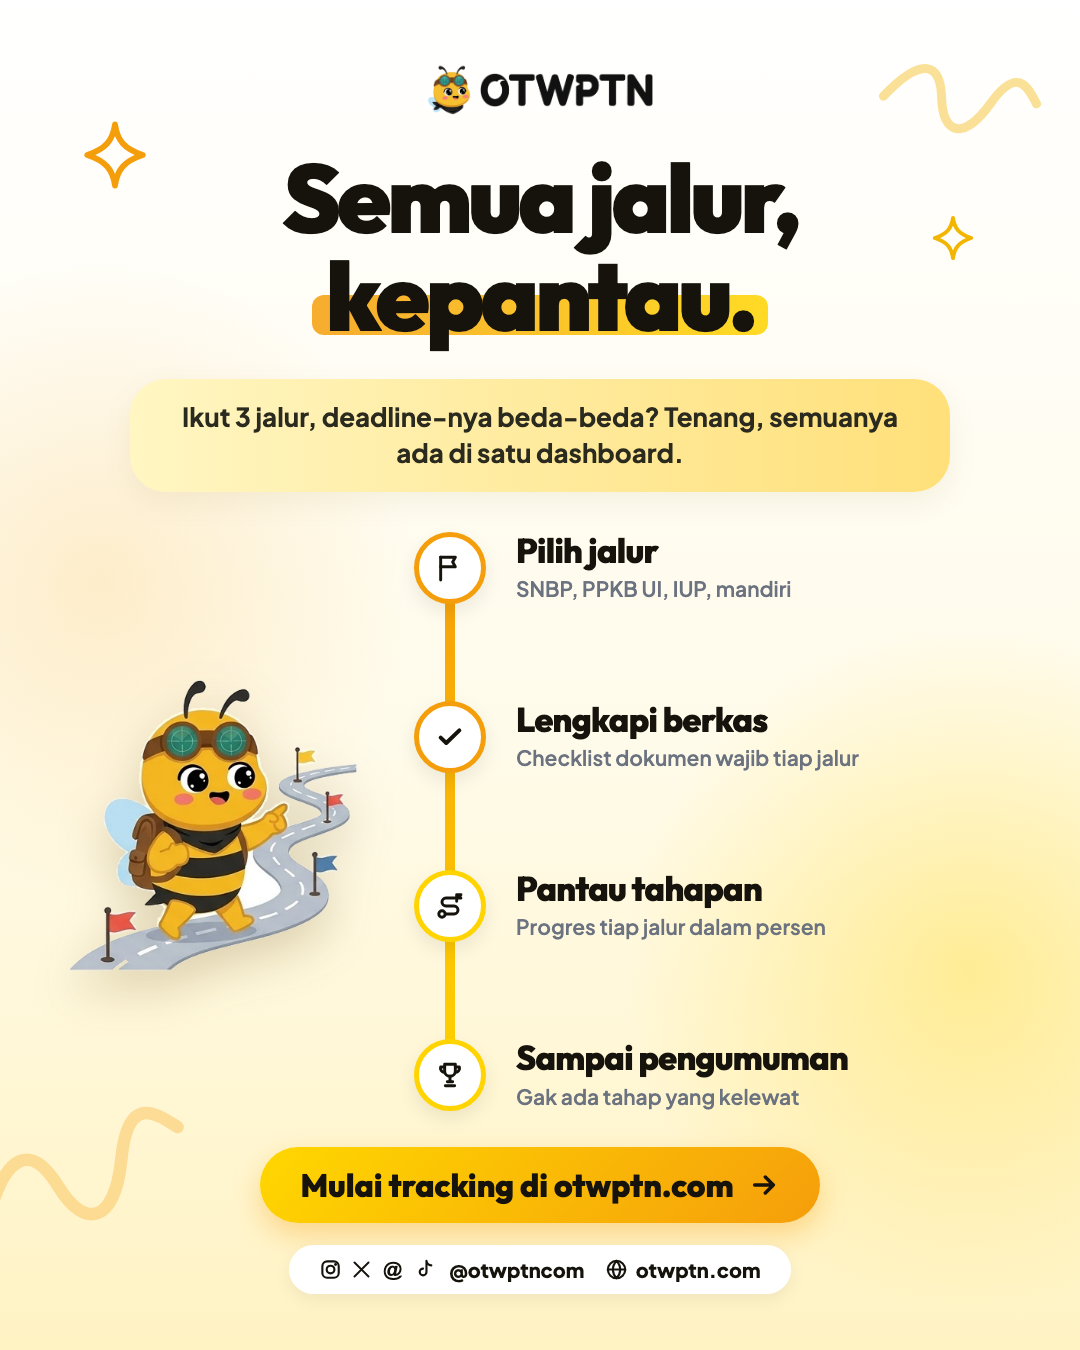 OTWPTN
Semua jalur,
kepantau.
Ikut 3 jalur, deadline-nya beda-beda? Tenang, semuanya
ada di satu dashboard.
Pilih jalur
SNBP, PPKB UI, IUP, mandiri
Lengkapi berkas
Checklist dokumen wajib tiap jalur
Pantau tahapan
Progres tiap jalur dalam persen
Sampai pengumuman
Gak ada tahap yang kelewat
Mulai tracking di otwptn.com →
@otwptncom otwptn.com